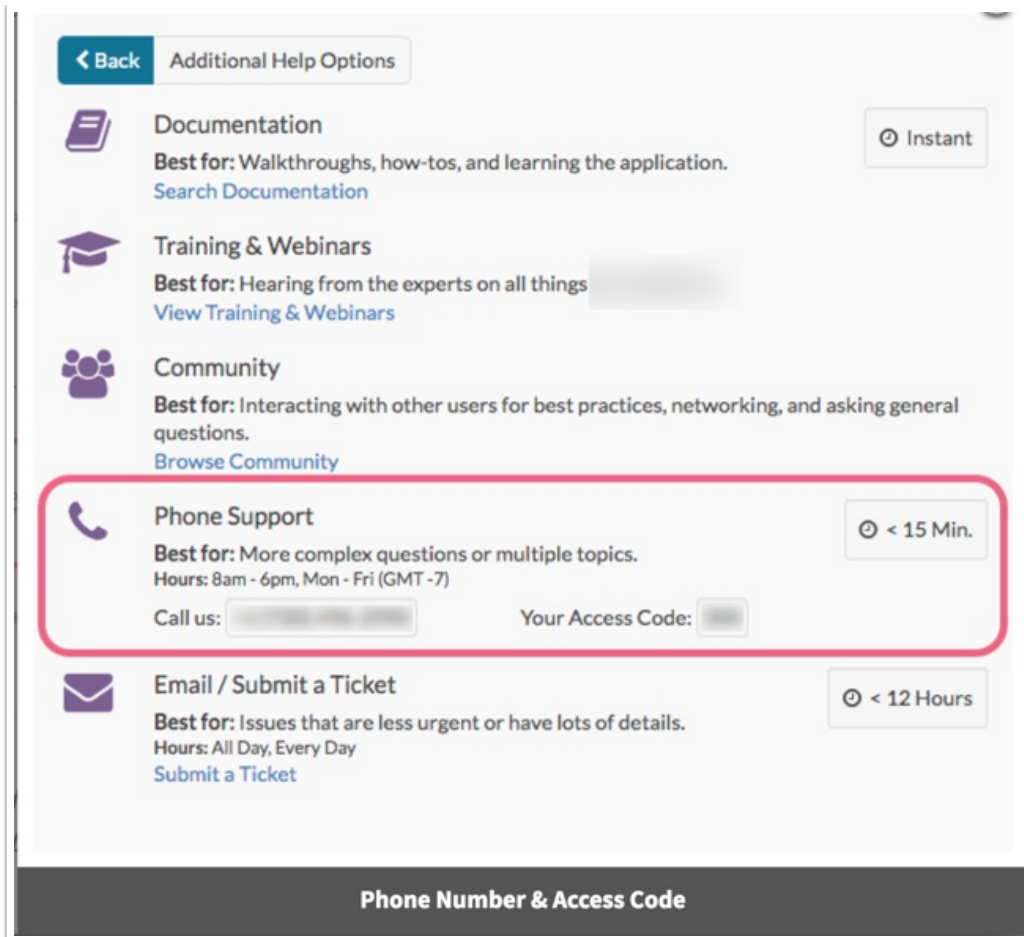 Back Additional Help Options
Documentation
Instant
Best for: Walkthroughs, how-tos, and learning the application.
Search Documentation
Training & Webinars
Best for: Hearing from the experts on all things
View Training & Webinars
Community
Best for: Interacting with other users for best practices, networking, and asking general
questions.
Browse Community
Phone Support
< 15 Min.
Best for: More complex questions or multiple topics.
Hours: 8am - 6pm, Mon - Fri (GMT -7)
Call us: Your Access Code:
Email / Submit a Ticket
< 12 Hours
Best for: Issues that are less urgent or have lots of details.
Hours: All Day, Every Day
Submit a Ticket
Phone Number & Access Code